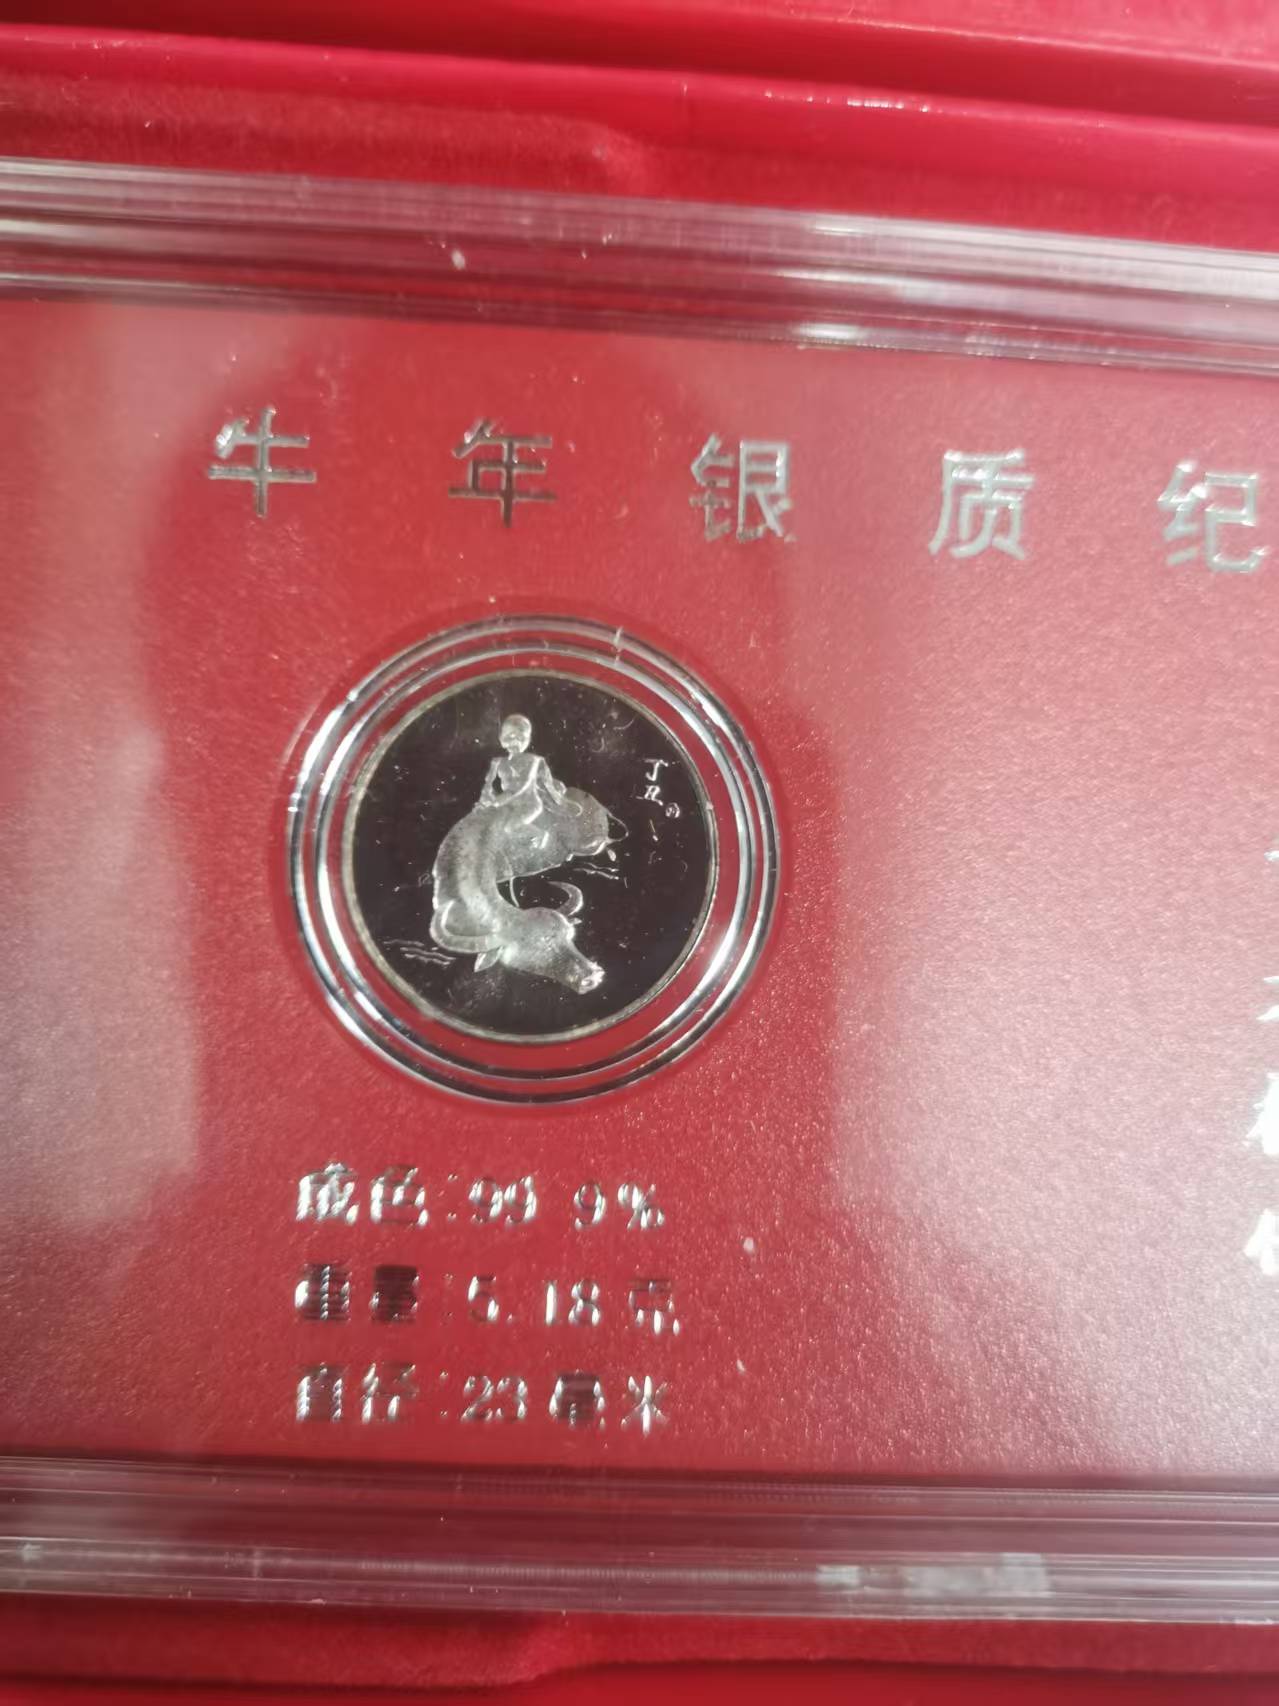 牛年银质纪
丁
丑
成色:99 9%
重量:5.18克
直径:23毫米